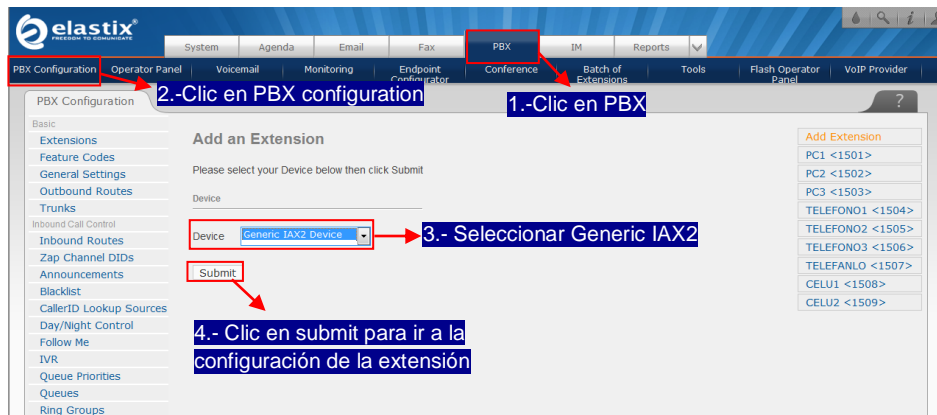 elastix®
FREEDOM TO COMMUNICATE
System Agenda Email Fax PBX IM Reports
PBX Configuration Operator Panel Voicemail Monitoring Endpoint Configurator Conference Batch of Extensions Tools Flash Operator Panel VoIP Provider
2.-Clic en PBX configuration
1.-Clic en PBX
PBX Configuration
?
Basic
Extensions
Feature Codes
General Settings
Outbound Routes
Trunks
Inbound Call Control
Inbound Routes
Zap Channel DIDs
Announcements
Blacklist
CallerID Lookup Sources
Day/Night Control
Follow Me
IVR
Queue Priorities
Queues
Ring Groups
Add an Extension
Please select your Device below then click Submit
Device
Device Generic IAX2 Device
3.- Seleccionar Generic IAX2
Submit
4.- Clic en submit para ir a la
configuración de la extensión
Add Extension
PC1 <1501>
PC2 <1502>
PC3 <1503>
TELEFONO1 <1504>
TELEFONO2 <1505>
TELEFONO3 <1506>
TELEFANLO <1507>
CELU1 <1508>
CELU2 <1509>